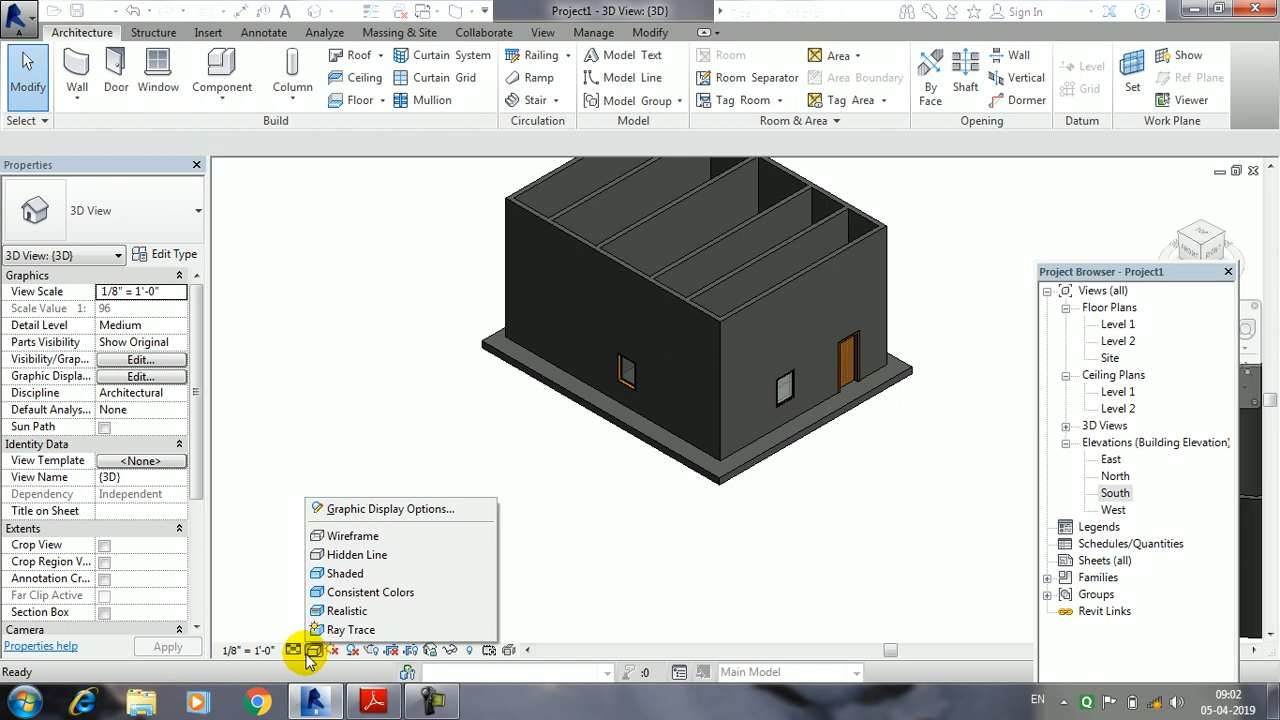 Project1 - 3D View: {3D}
Sign In
Architecture Structure Insert Annotate Analyze Massing & Site Collaborate View Manage Modify
Modify
Wall
Door
Window
Component
Column
Roof
Ceiling
Floor
Curtain System
Curtain Grid
Mullion
Railing
Ramp
Stair
Model Text
Model Line
Model Group
Room
Room Separator
Tag Room
Area
Area Boundary
Tag Area
By
Face
Shaft
Wall
Vertical
Dormer
Level
Grid
Set
Show
Ref Plane
Viewer
Select
Build
Circulation
Model
Room & Area
Opening
Datum
Work Plane
Properties
3D View
3D View: {3D}
Edit Type
Graphics
View Scale 1/8" = 1'-0"
Scale Value 1: 96
Detail Level Medium
Parts Visibility Show Original
Visibility/Grap... Edit...
Graphic Displa... Edit...
Discipline Architectural
Default Analys... None
Sun Path
Identity Data
View Template <None>
View Name {3D}
Dependency Independent
Title on Sheet
Extents
Crop View
Crop Region V...
Annotation Cr...
Far Clip Active
Section Box
Camera
Properties help
Apply
TOP
FRONT
Graphic Display Options...
Wireframe
Hidden Line
Shaded
Consistent Colors
Realistic
Ray Trace
1/8" = 1'-0"
Project Browser - Project1
Views (all)
Floor Plans
Level 1
Level 2
Site
Ceiling Plans
Level 1
Level 2
3D Views
Elevations (Building Elevation)
East
North
South
West
Legends
Schedules/Quantities
Sheets (all)
Families
Groups
Revit Links
Ready
:0
Main Model
EN
09:02
05-04-2019